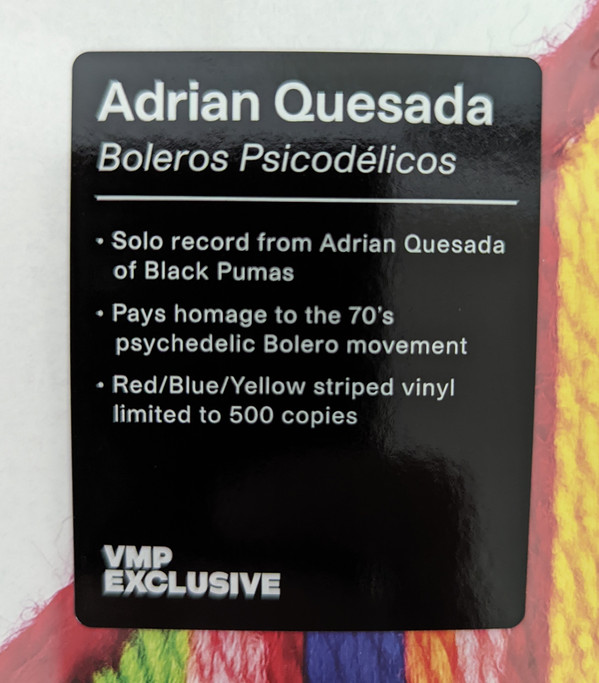 Adrian Quesada
Boleros Psicodélicos
• Solo record from Adrian Quesada
of Black Pumas
• Pays homage to the 70's
psychedelic Bolero movement
• Red/Blue/Yellow striped vinyl
limited to 500 copies
VMP
EXCLUSIVE